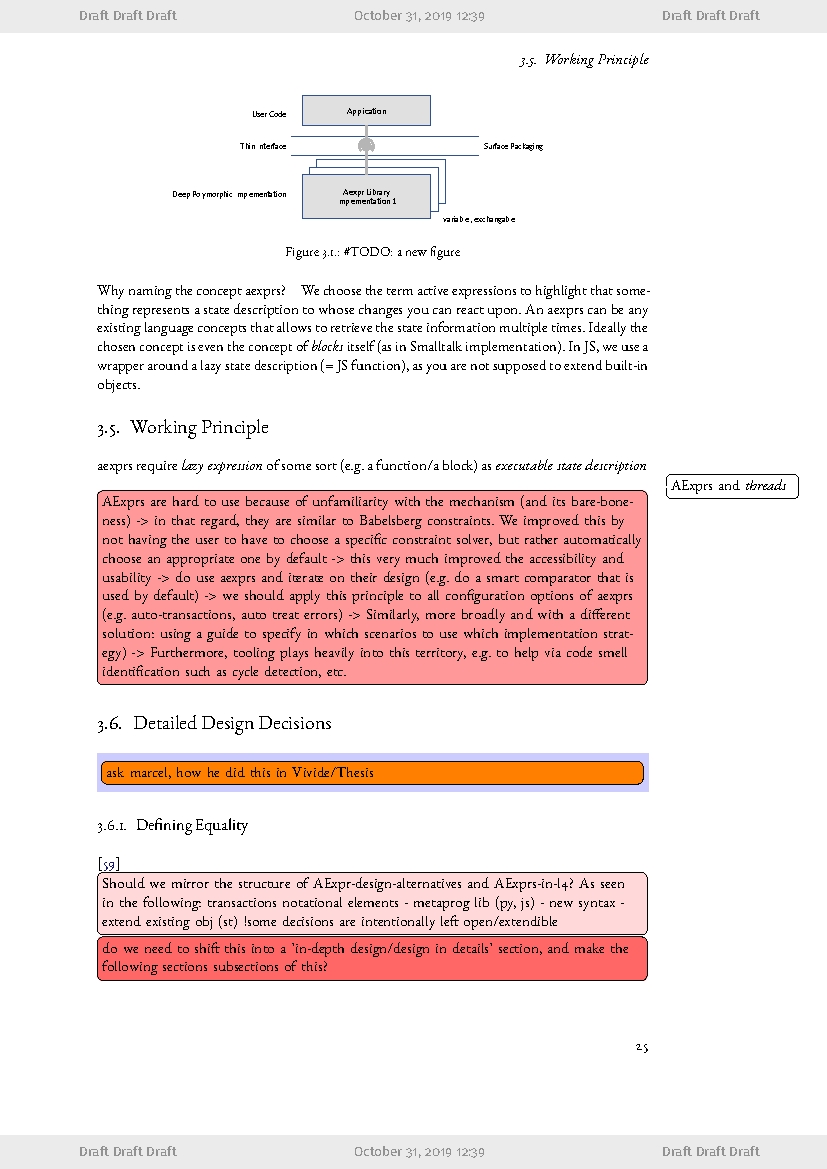 Draft Draft Draft October 31, 2019 12:39 Draft Draft Draft
3.5. Working Principle
User Code
Application
Thin Interface
Surface Packaging
Deep Polymorphic Implementation
Aexpr Library
Implementation 1
variable, exchangable
Figure 3.1.: #TODO: a new figure
Why naming the concept aexprs? We choose the term active expressions to highlight that some-
thing represents a state description to whose changes you can react upon. An aexprs can be any
existing language concepts that allows to retrieve the state information multiple times. Ideally the
chosen concept is even the concept of blocks itself (as in Smalltalk implementation). In JS, we use a
wrapper around a lazy state description (= JS function), as you are not supposed to extend built-in
objects.
3.5. Working Principle
aexprs require lazy expression of some sort (e.g. a function/a block) as executable state description
AExprs and threads
AExprs are hard to use because of unfamiliarity with the mechanism (and its bare-bone-
ness) -> in that regard, they are similar to Babelsberg constraints. We improved this by
not having the user to have to choose a specific constraint solver, but rather automatically
choose an appropriate one by default -> this very much improved the accessibility and
usability -> do use aexprs and iterate on their design (e.g. do a smart comparator that is
used by default) -> we should apply this principle to all configuration options of aexprs
(e.g. auto-transactions, auto treat errors) -> Similarly, more broadly and with a different
solution: using a guide to specify in which scenarios to use which implementation strat-
egy) -> Furthermore, tooling plays heavily into this territory, e.g. to help via code smell
identification such as cycle detection, etc.
3.6. Detailed Design Decisions
ask marcel, how he did this in Vivide/Thesis
3.6.1. Defining Equality
[59]
Should we mirror the structure of AExpr-design-alternatives and AExprs-in-l4? As seen
in the following: transactions notational elements - metaprog lib (py, js) - new syntax -
extend existing obj (st) !some decisions are intentionally left open/extendible
do we need to shift this into a 'in-depth design/design in details' section, and make the
following sections subsections of this?
25
Draft Draft Draft October 31, 2019 12:39 Draft Draft Draft